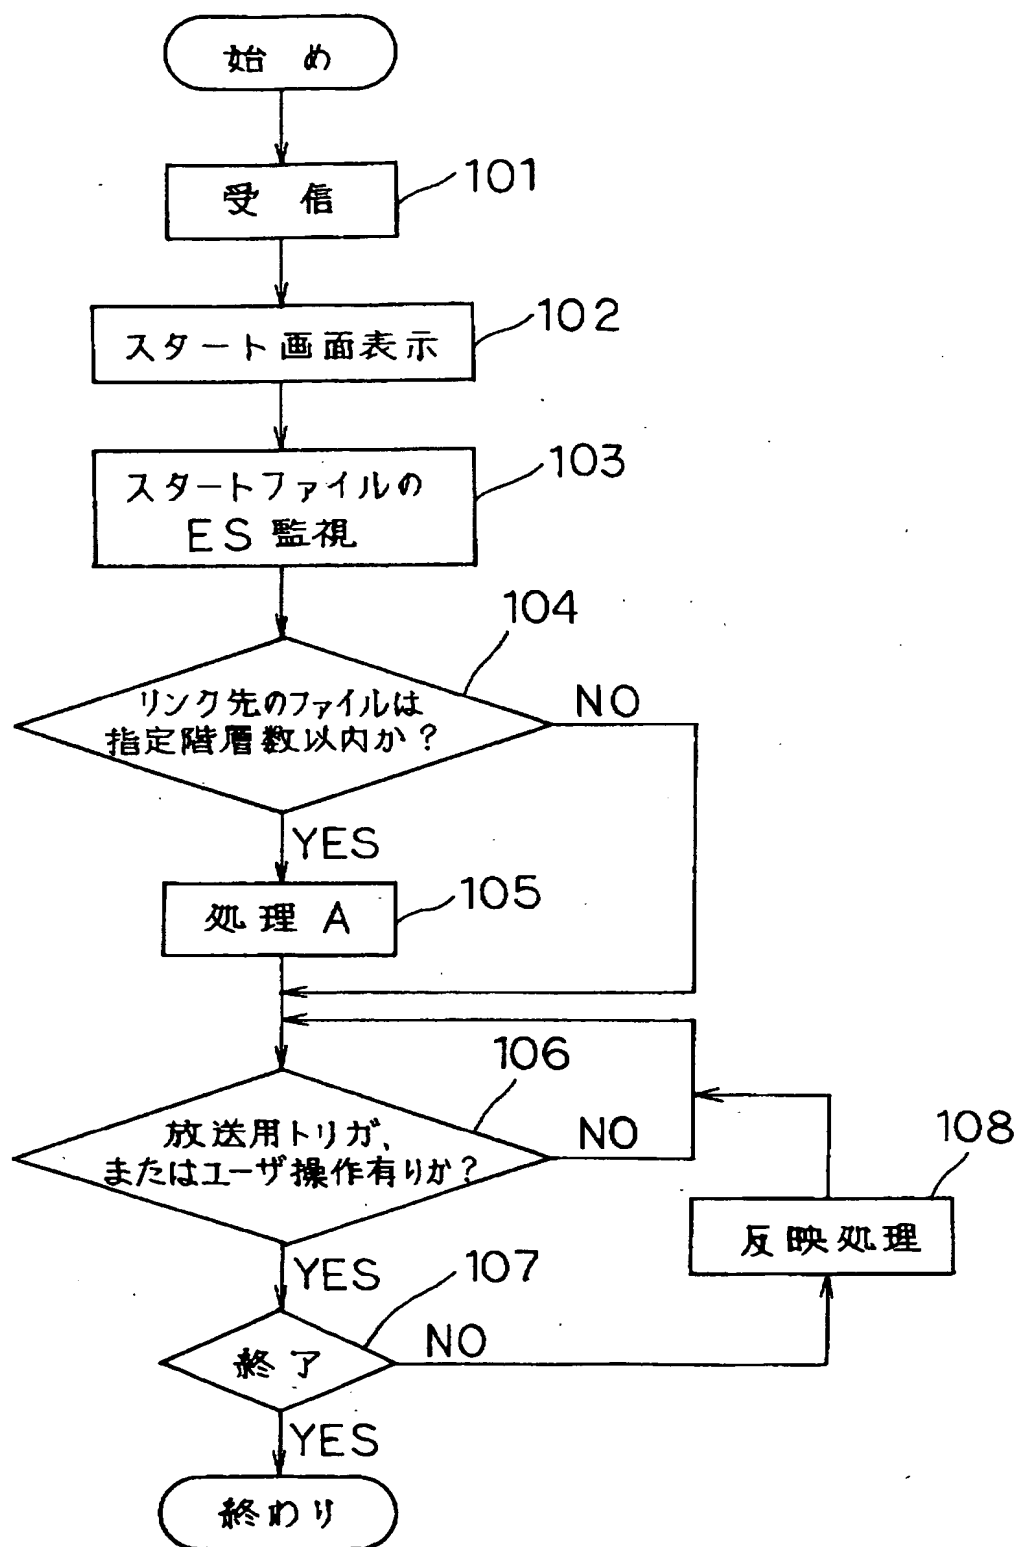 始め
受信
101
スタート画面表示
102
スタートファイルの
ES監視
103
104
リンク先のファイルは
指定階層数以内か?
NO
YES
処理A
105
106
放送用トリガ、
またはユーザ操作有りか?
NO
YES
107
108
反映処理
終了
NO
YES
終わり